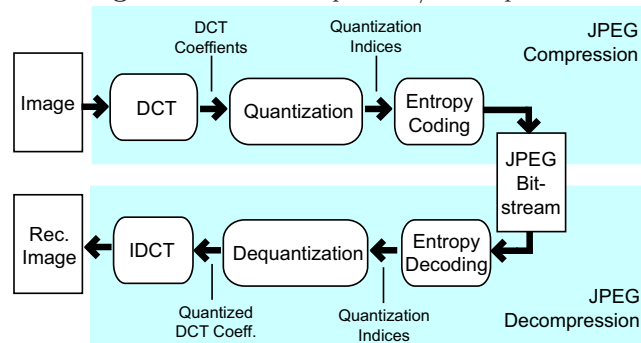 DCT
Coeffients
Quantization
Indices
JPEG
Compression
Image
DCT
Quantization
Entropy
Coding
JPEG
Bit-
stream
Rec.
Image
IDCT
Dequantization
Entropy
Decoding
Quantized
DCT Coeff.
Quantization
Indices
JPEG
Decompression